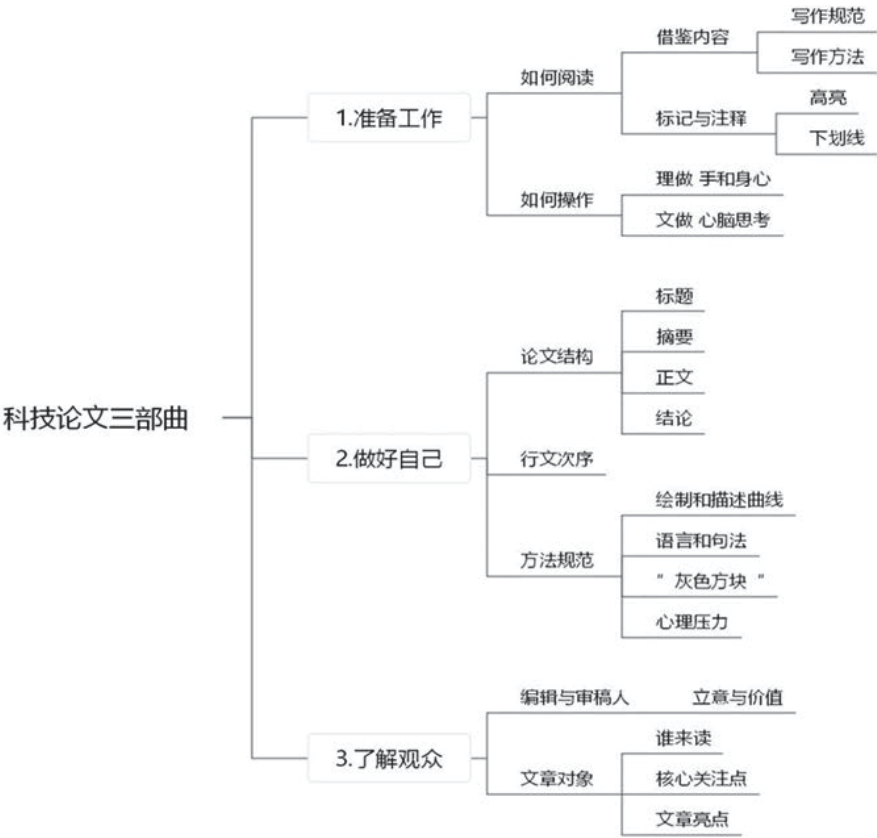 科技论文三部曲
1.准备工作
如何阅读
借鉴内容
写作规范
写作方法
标记与注释
高亮
下划线
如何操作
理做 手和身心
文做 心脑思考
2.做好自己
论文结构
标题
摘要
正文
结论
行文次序
方法规范
绘制和描述曲线
语言和句法
"灰色方块"
心理压力
3.了解观众
编辑与审稿人
立意与价值
文章对象
谁来读
核心关注点
文章亮点